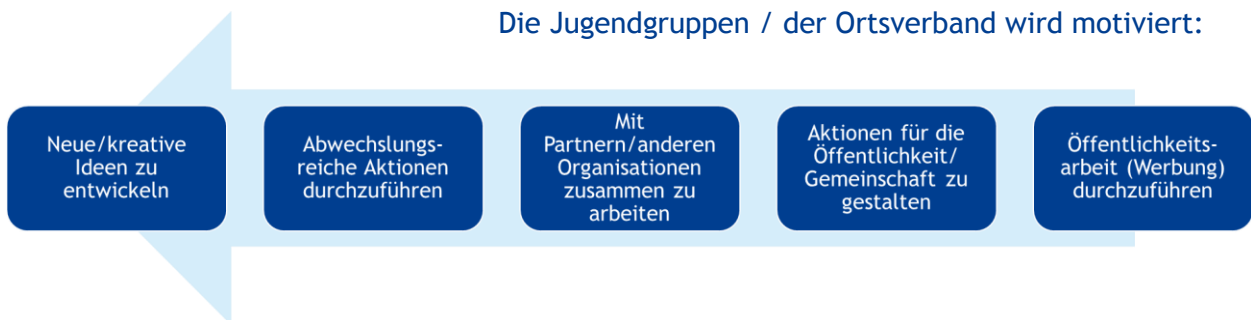 Die Jugendgruppen / der Ortsverband wird motiviert:
Neue/kreative
Ideen zu
entwickeln
Abwechslungs-
reiche Aktionen
durchzuführen
Mit
Partnern/anderen
Organisationen
zusammen zu
arbeiten
Aktionen für die
Öffentlichkeit/
Gemeinschaft zu
gestalten
Öffentlichkeits-
arbeit (Werbung)
durchzuführen